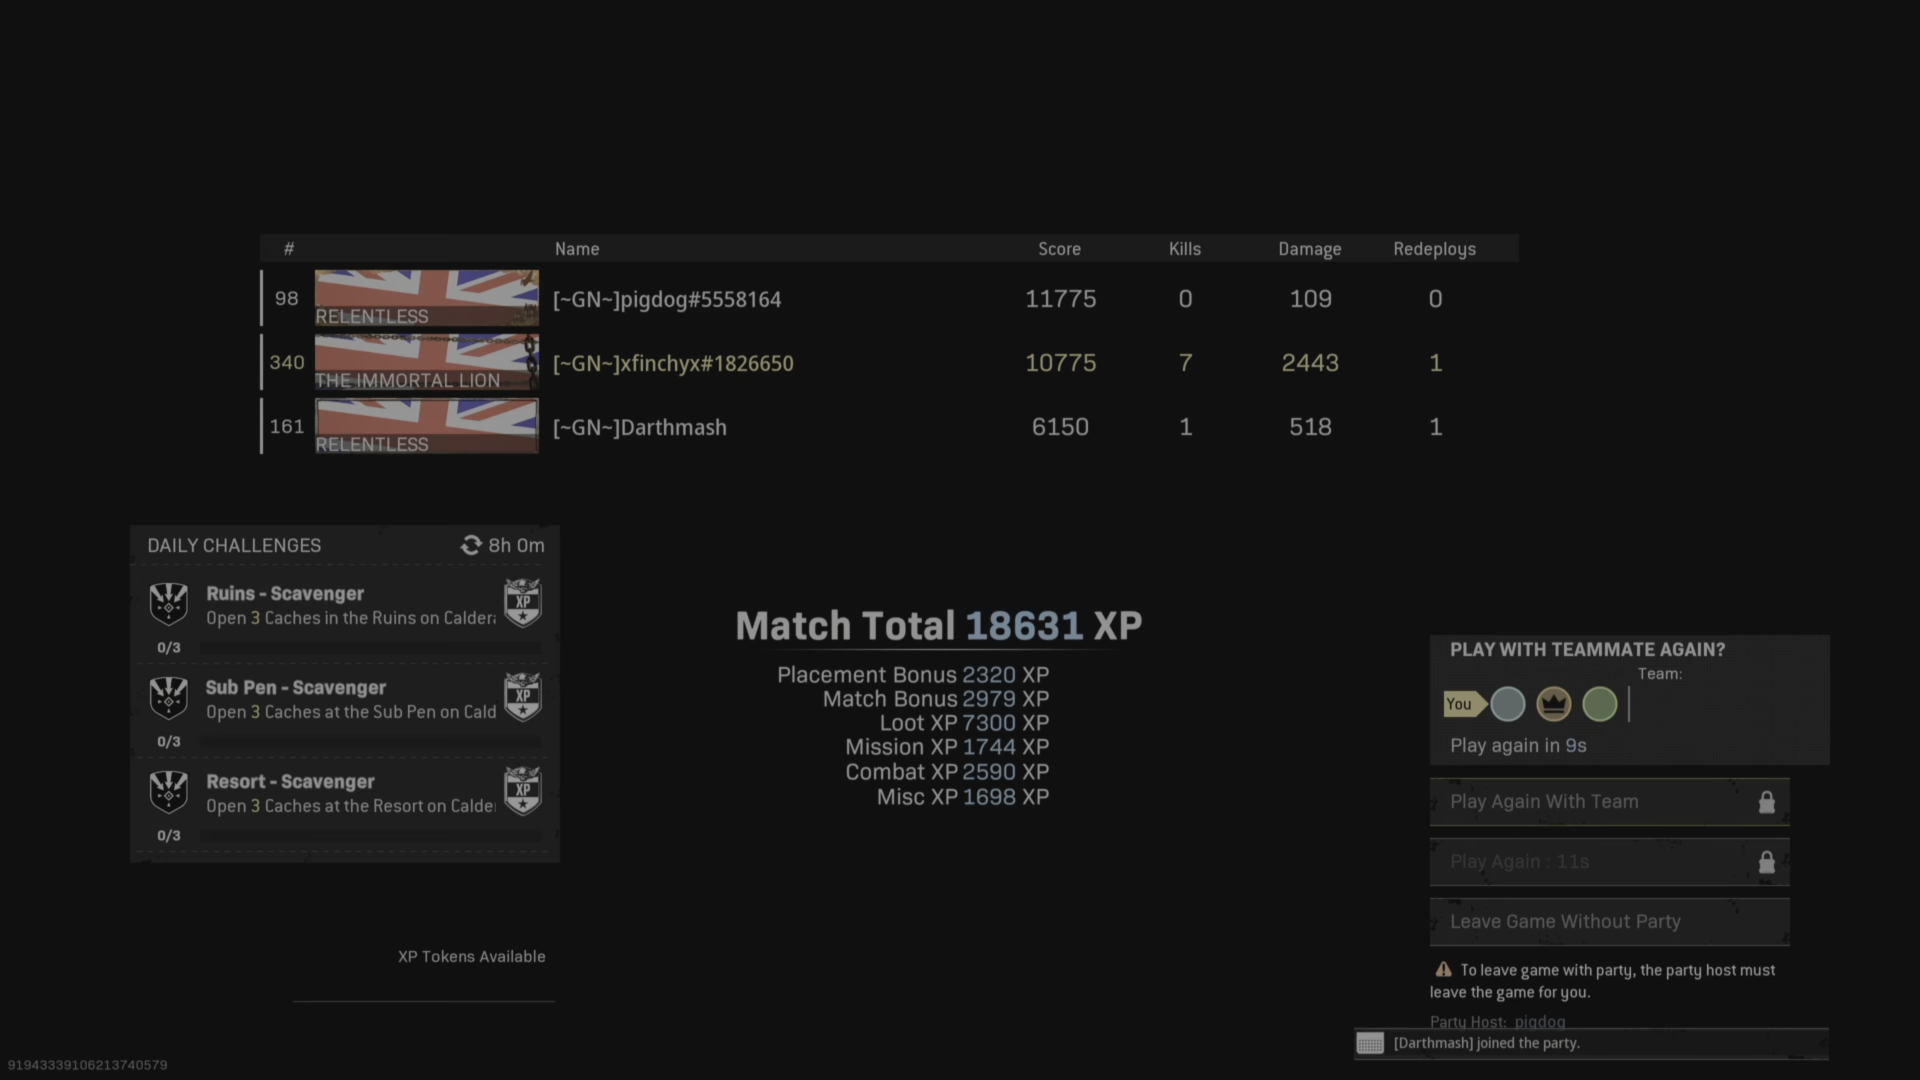 # Name Score Kills Damage Redeploys
98 RELENTLESS [~GN~]pigdog#5558164 11775 0 109 0
340 THE IMMORTAL LION [~GN~]xfinchyx#1826650 10775 7 2443 1
161 RELENTLESS [~GN~]Darthmash 6150 1 518 1
DAILY CHALLENGES 8h 0m
Ruins - Scavenger
Open 3 Caches in the Ruins on Caldera
XP
0/3
Sub Pen - Scavenger
Open 3 Caches at the Sub Pen on Cald
XP
0/3
Resort - Scavenger
Open 3 Caches at the Resort on Calde
XP
0/3
XP Tokens Available
Match Total 18631 XP
Placement Bonus 2320 XP
Match Bonus 2979 XP
Loot XP 7300 XP
Mission XP 1744 XP
Combat XP 2590 XP
Misc XP 1698 XP
PLAY WITH TEAMMATE AGAIN?
Team:
You
Play again in 9s
Play Again With Team
Play Again : 11s
Leave Game Without Party
To leave game with party, the party host must
leave the game for you.
Party Host: pigdog
[Darthmash] joined the party.
91943339106213740579